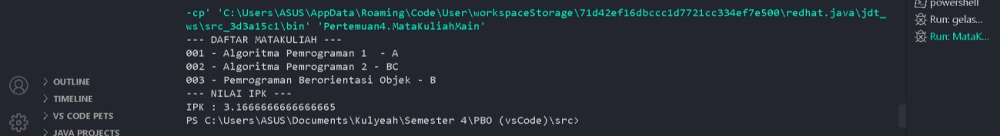 -cp' 'C:\Users\ASUS\AppData\Roaming\Code\User\workspaceStorage\71d42ef16dbccc1d7721cc334ef7e500\redhat.java\jdt_
ws\src_3d3a15c1\bin' 'Pertemuan4.MataKuliahMain'
--- DAFTAR MATAKULIAH ---
001 - Algoritma Pemrograman 1  - A
002 - Algoritma Pemrograman 2 - BC
003 - Pemrograman Berorientasi Objek - B
--- NILAI IPK ---
IPK : 3.1666666666666665
PS C:\Users\ASUS\Documents\Kulyeah\Semester 4\PBO (vsCode)\src>
OUTLINE
TIMELINE
VS CODE PETS
JAVA PROJECTS
powershell
Run: gelas...
Run: MataK...